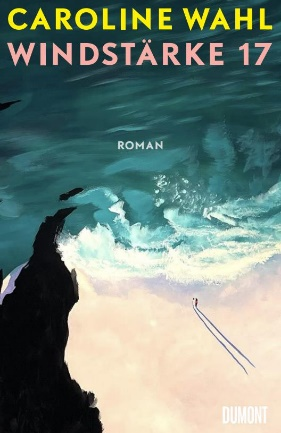 CAROLINE WAHL
WINDSTÄRKE 17
ROMAN
DUMONT